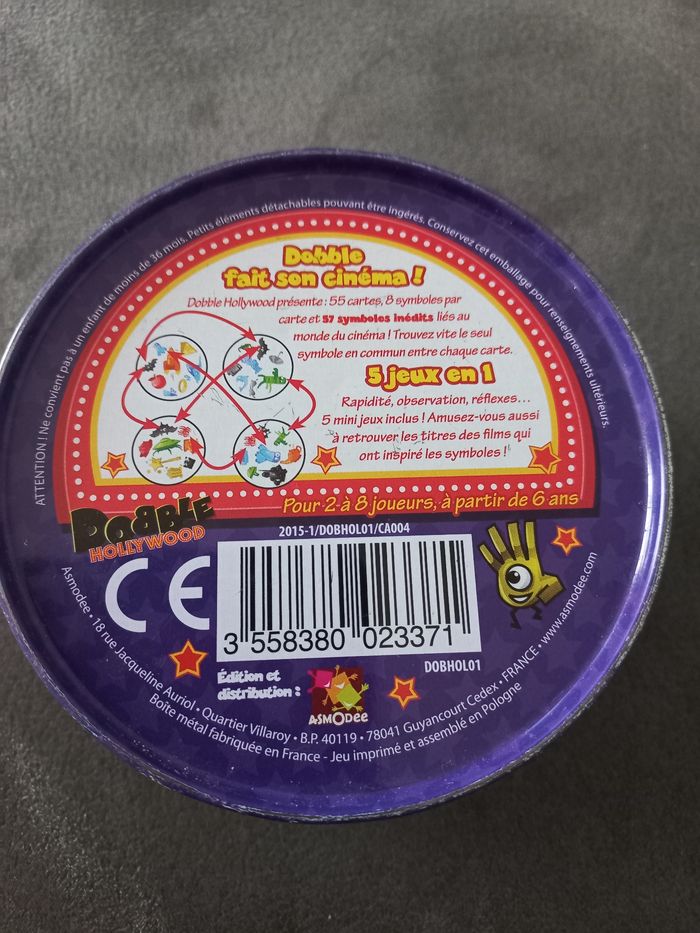 ATTENTION ! Ne convient pas à un enfant de moins de 36 mois. Petits éléments détachables pouvant être ingérés. Conservez cet emballage pour renseignements ultérieurs.
Dobble
fait son cinéma !
Dobble Hollywood présente : 55 cartes, 8 symboles par
carte et 57 symboles inédits liés au
monde du cinéma ! Trouvez vite le seul
symbole en commun entre chaque carte.
5 jeux en 1
Rapidité, observation, réflexes...
5 mini jeux inclus ! Amusez-vous aussi
à retrouver les titres des films qui
ont inspiré les symboles !
Pour 2 à 8 joueurs, à partir de 6 ans
DOBBLE
HOLLYWOOD
2015-1/DOBHOL01/CA004
CE
3 558380 023371
DOBHOL01
Édition et
distribution :
ASMODee
Asmodee • 18 rue Jacqueline Auriol • Quartier Villaroy • B.P. 40119 • 78041 Guyancourt Cedex • FRANCE • www.asmodee.com
Boîte métal fabriquée en France - Jeu imprimé et assemblé en Pologne